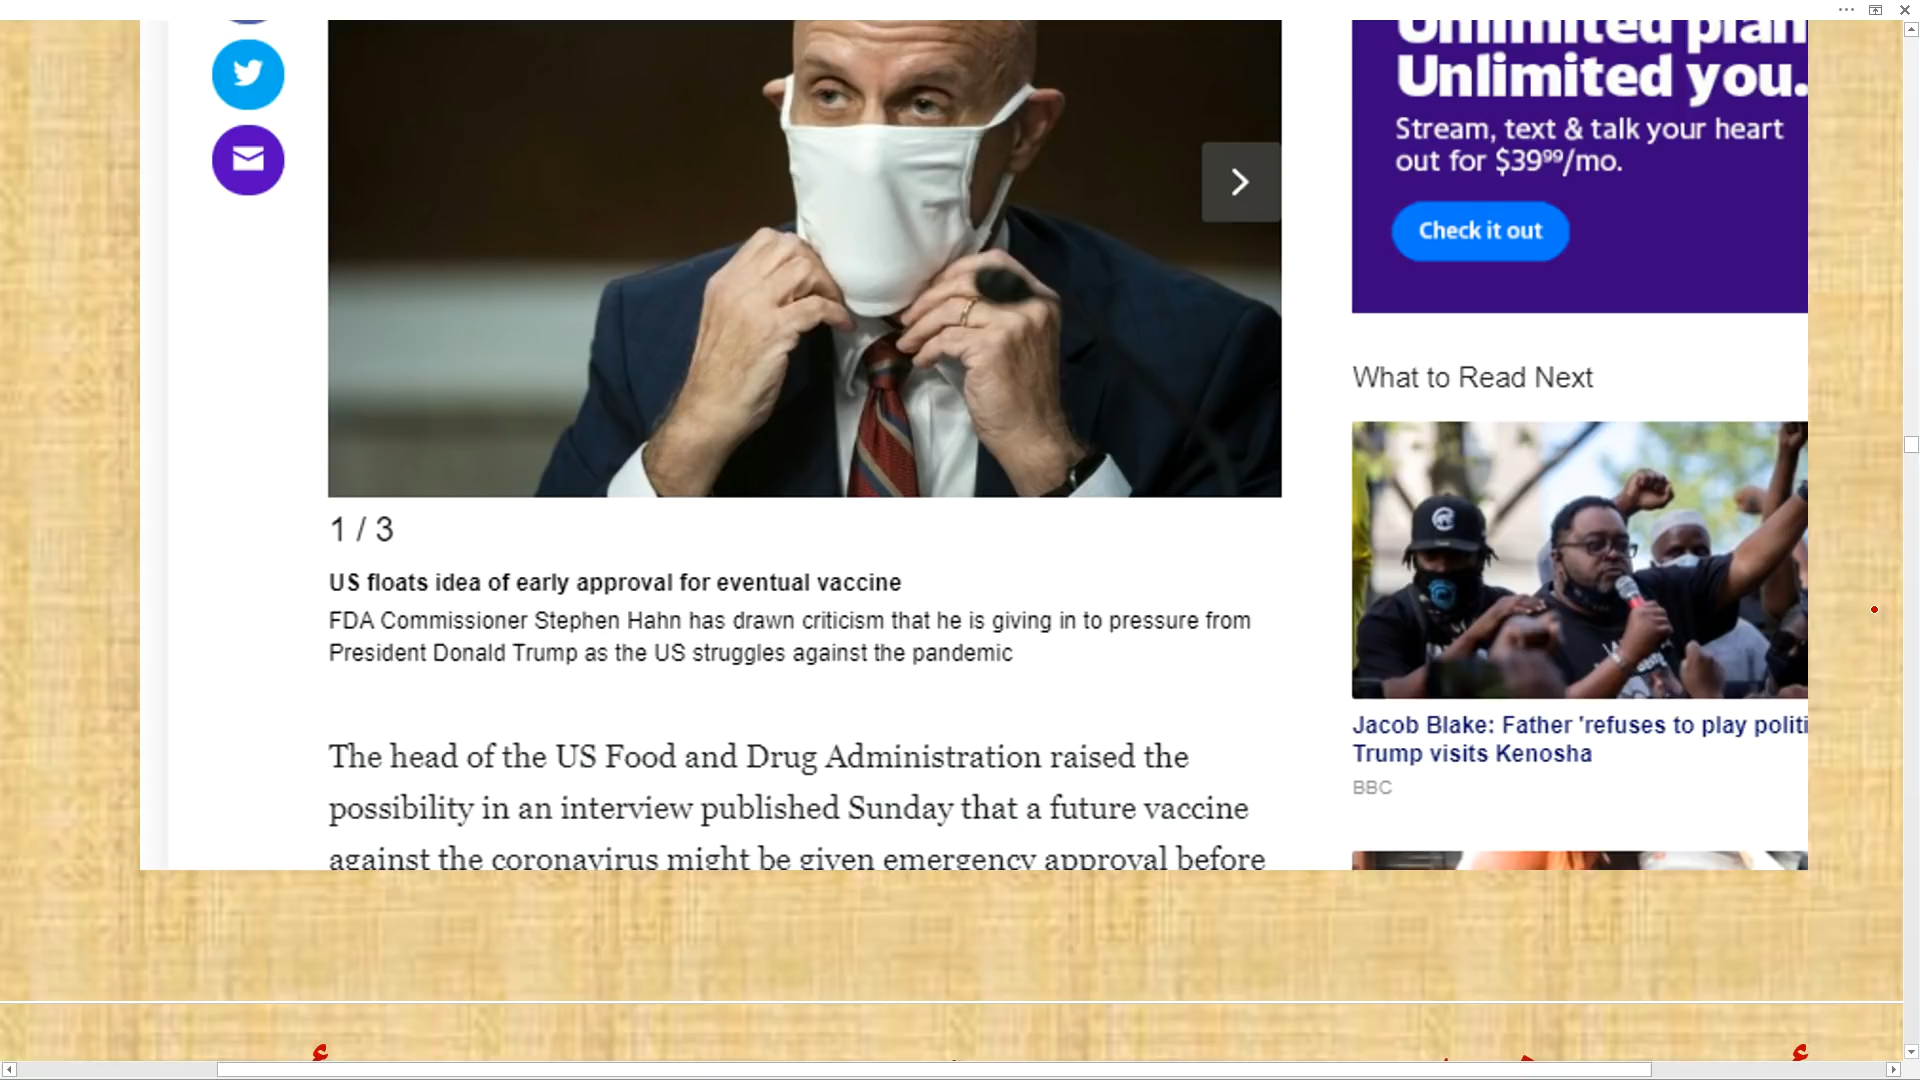 Unlimited plan
Unlimited you.
Stream, text & talk your heart
out for $39⁹⁹/mo.
Check it out
1 / 3
US floats idea of early approval for eventual vaccine
FDA Commissioner Stephen Hahn has drawn criticism that he is giving in to pressure from
President Donald Trump as the US struggles against the pandemic
The head of the US Food and Drug Administration raised the
possibility in an interview published Sunday that a future vaccine
against the coronavirus might be given emergency approval before
What to Read Next
Jacob Blake: Father 'refuses to play politi
Trump visits Kenosha
BBC